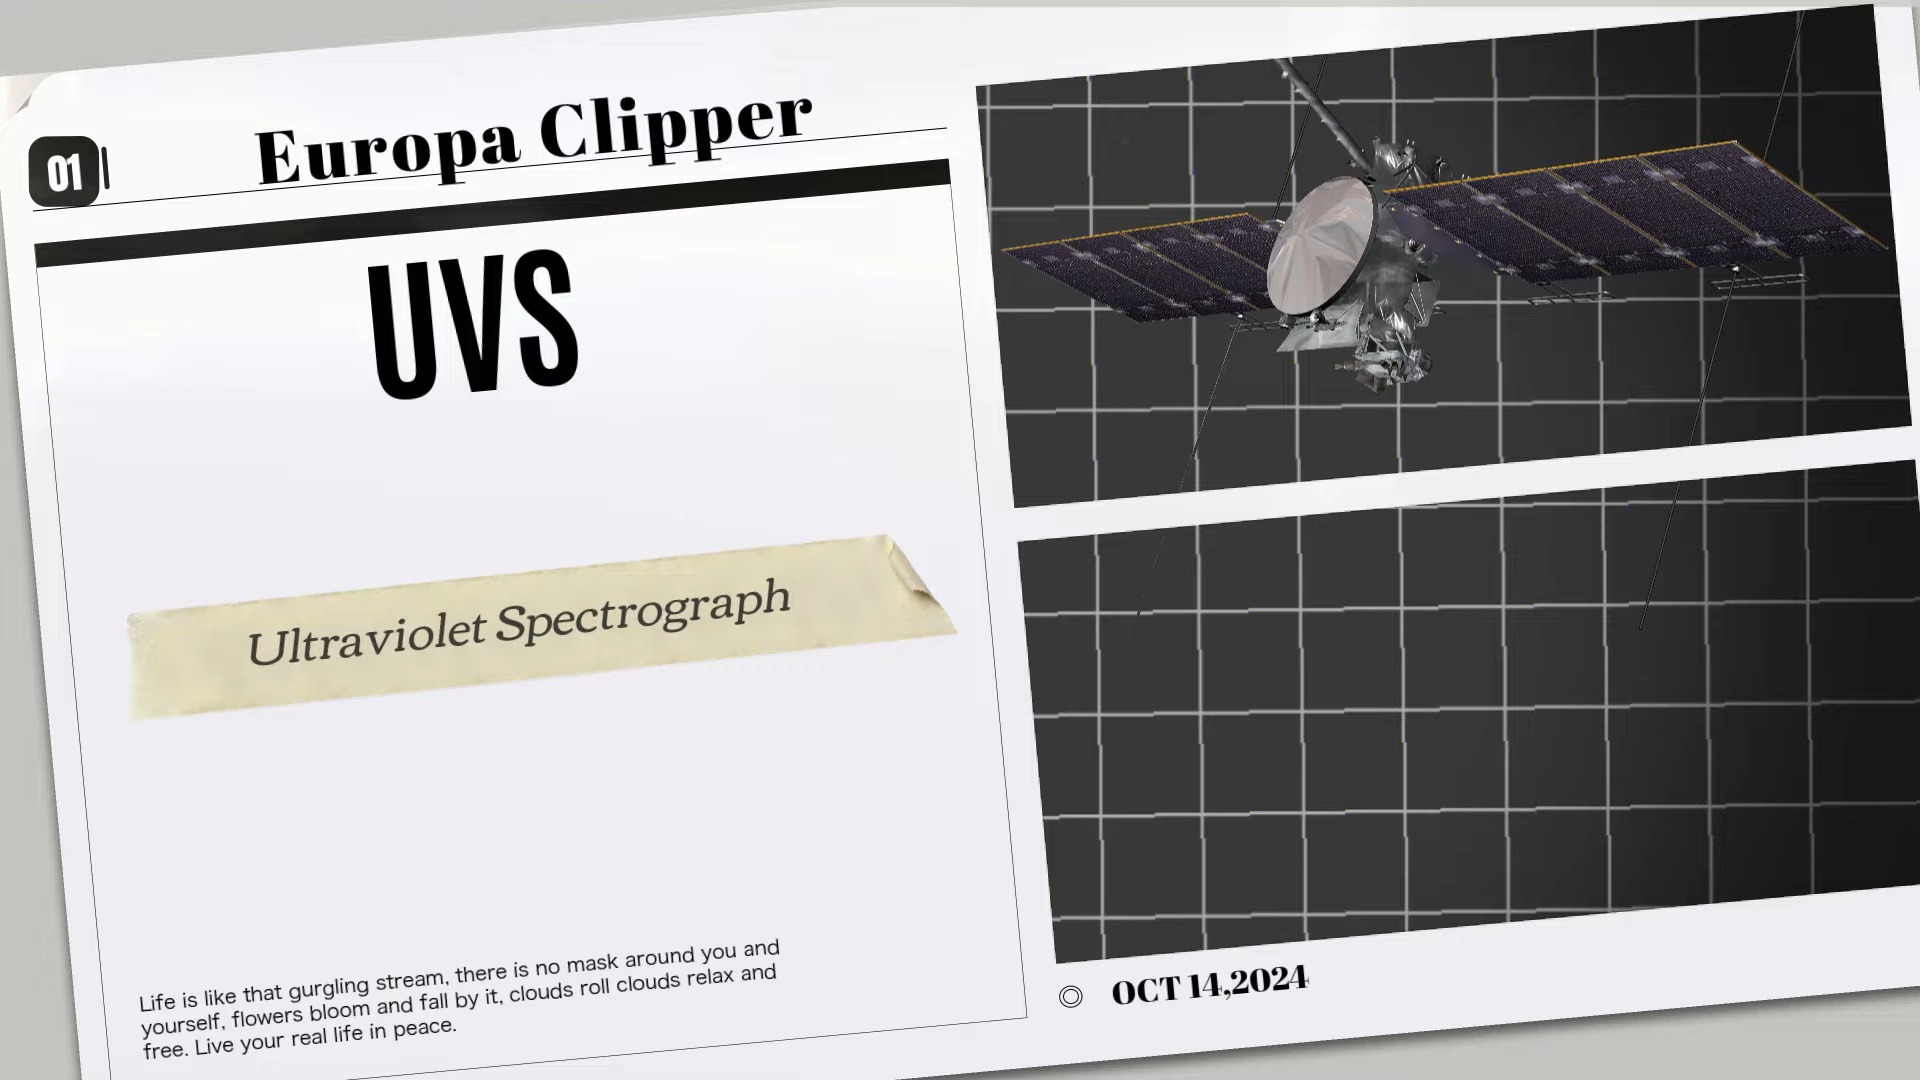 01
Europa Clipper
UVS
Ultraviolet Spectrograph
Life is like that gurgling stream, there is no mask around you and
yourself, flowers bloom and fall by it, clouds roll clouds relax and
free. Live your real life in peace.
OCT 14,2024